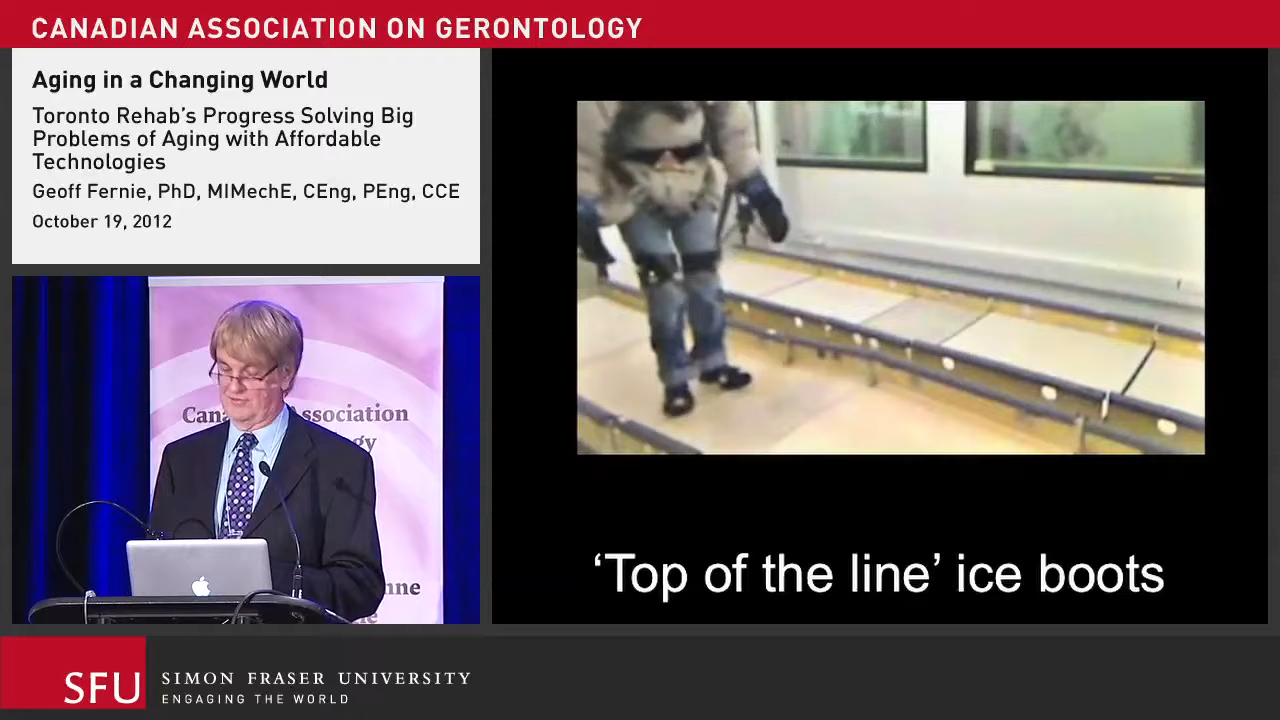 CANADIAN ASSOCIATION ON GERONTOLOGY
Aging in a Changing World
Toronto Rehab's Progress Solving Big
Problems of Aging with Affordable
Technologies
Geoff Fernie, PhD, MIMechE, CEng, PEng, CCE
October 19, 2012
'Top of the line' ice boots
SFU
SIMON FRASER UNIVERSITY
ENGAGING THE WORLD